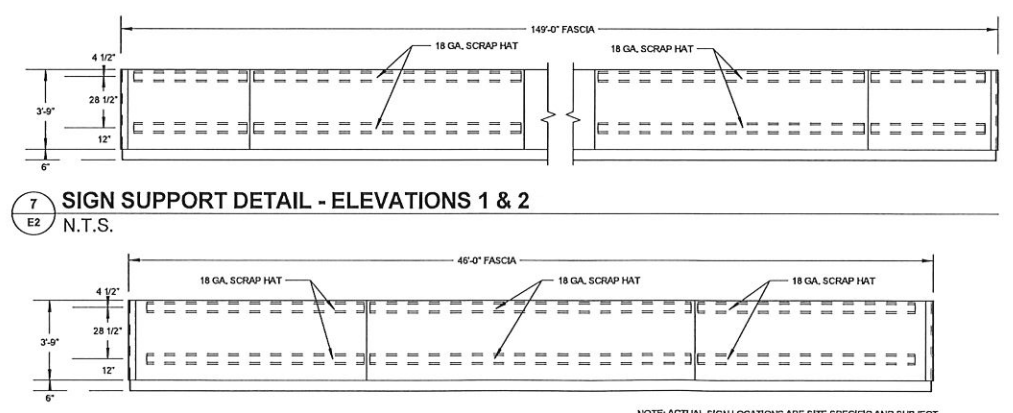 149'-0" FASCIA
18 GA. SCRAP HAT
18 GA. SCRAP HAT
4 1/2"
28 1/2"
3'-9"
12"
6"
7
E2
SIGN SUPPORT DETAIL - ELEVATIONS 1 & 2
N.T.S.
46'-0" FASCIA
18 GA. SCRAP HAT
18 GA. SCRAP HAT
18 GA. SCRAP HAT
4 1/2"
28 1/2"
3'-9"
12"
6"
NOTE: ACTUAL SIGN LOCATIONS ARE SITE SPECIFIC AND SUBJECT